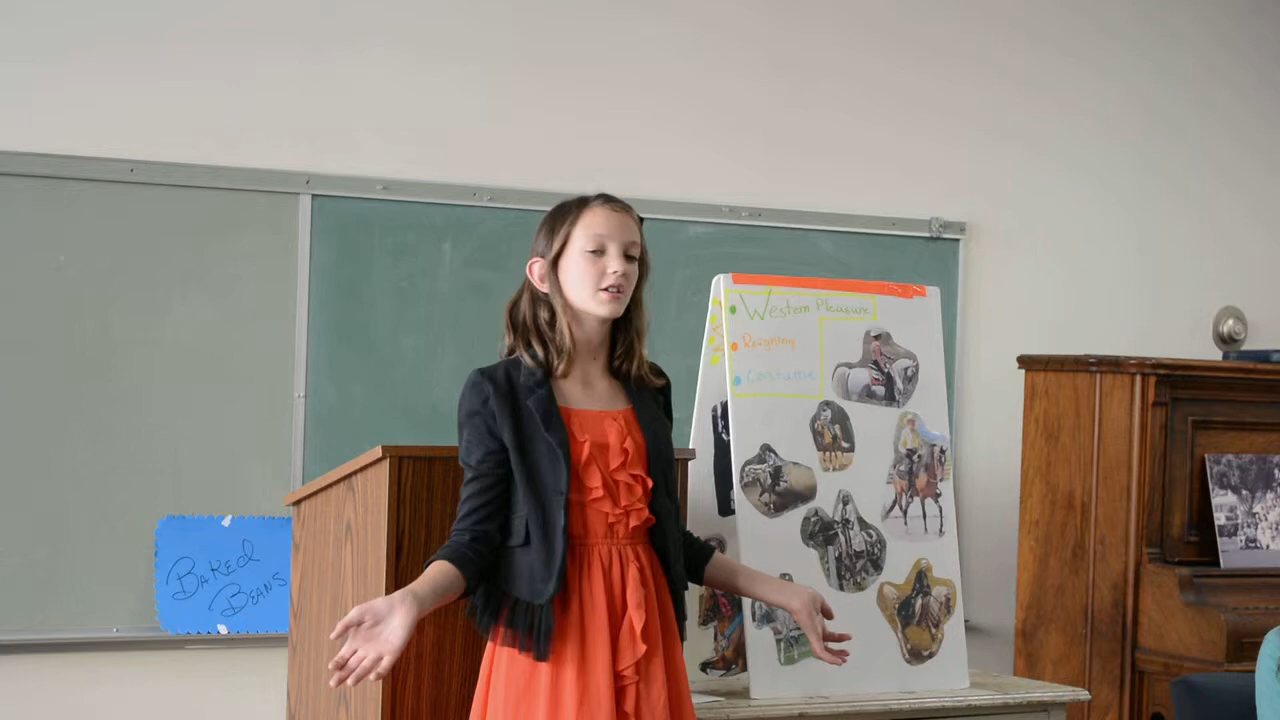 Western Pleasure
Reigning
Costume
Baked
Beans